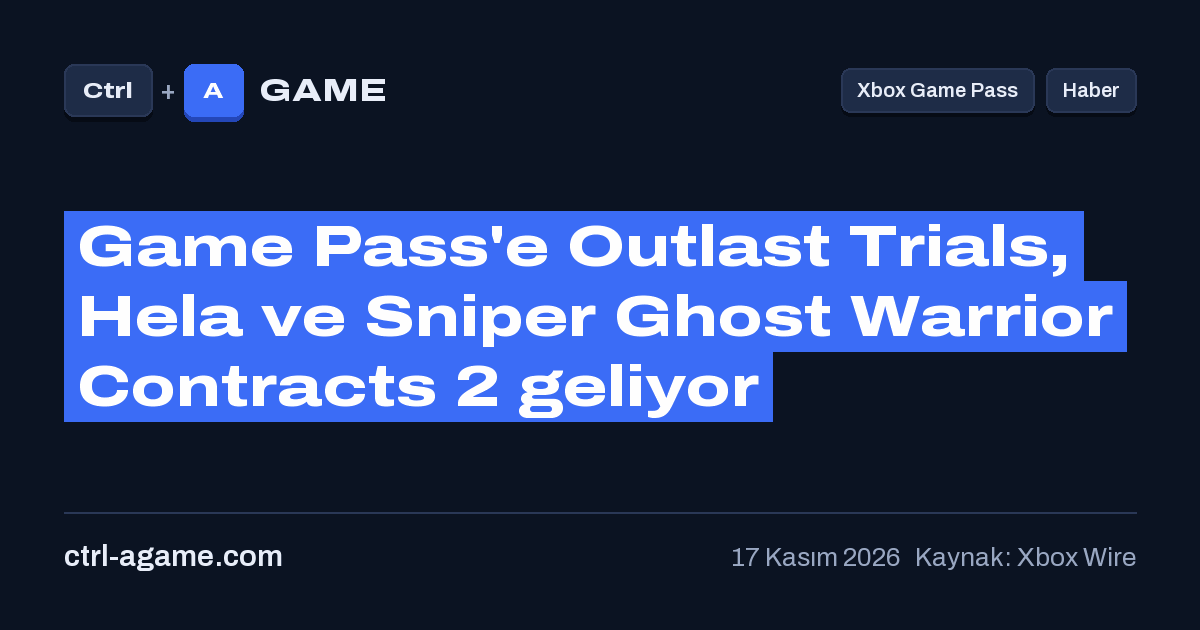 Ctrl + A GAME
Xbox Game Pass Haber
Game Pass'e Outlast Trials,
Hela ve Sniper Ghost Warrior
Contracts 2 geliyor
ctrl-agame.com
17 Kasım 2026 Kaynak: Xbox Wire